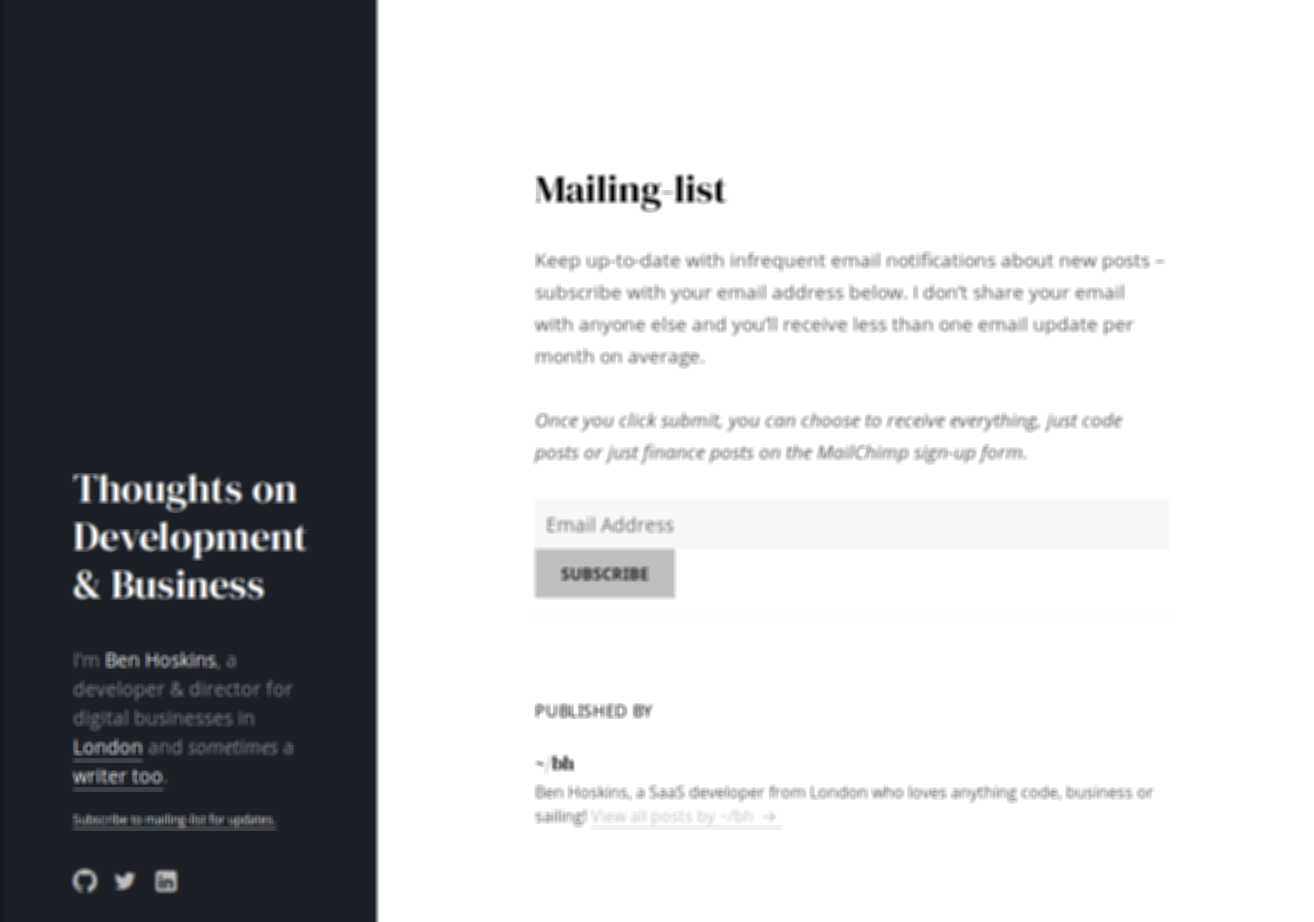 Thoughts on
Development
& Business
I'm Ben Hoskins, a
developer & director for
digital businesses in
London and sometimes a
writer too.
Subscribe to mailing-list for updates.
Mailing-list
Keep up-to-date with infrequent email notifications about new posts –
subscribe with your email address below. I don't share your email
with anyone else and you'll receive less than one email update per
month on average.
Once you click submit, you can choose to receive everything, just code
posts or just finance posts on the MailChimp sign-up form.
Email Address
SUBSCRIBE
PUBLISHED BY
~/bh
Ben Hoskins, a SaaS developer from London who loves anything code, business or
sailing! View all posts by ~/bh →